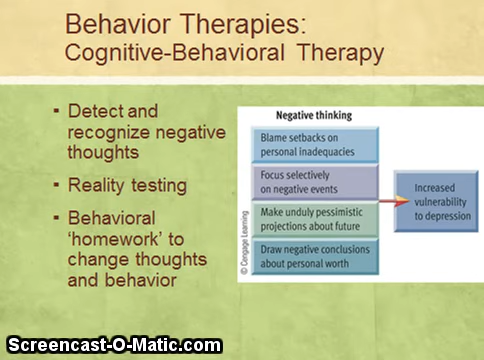 Behavior Therapies:
Cognitive-Behavioral Therapy
▪ Detect and
recognize negative
thoughts
▪ Reality testing
▪ Behavioral
‘homework’ to
change thoughts
and behavior
Negative thinking
Blame setbacks on
personal inadequacies
Focus selectively
on negative events
Make unduly pessimistic
projections about future
Draw negative conclusions
about personal worth
Increased
vulnerability
to depression
© Cengage Learning
Screencast-O-Matic.com